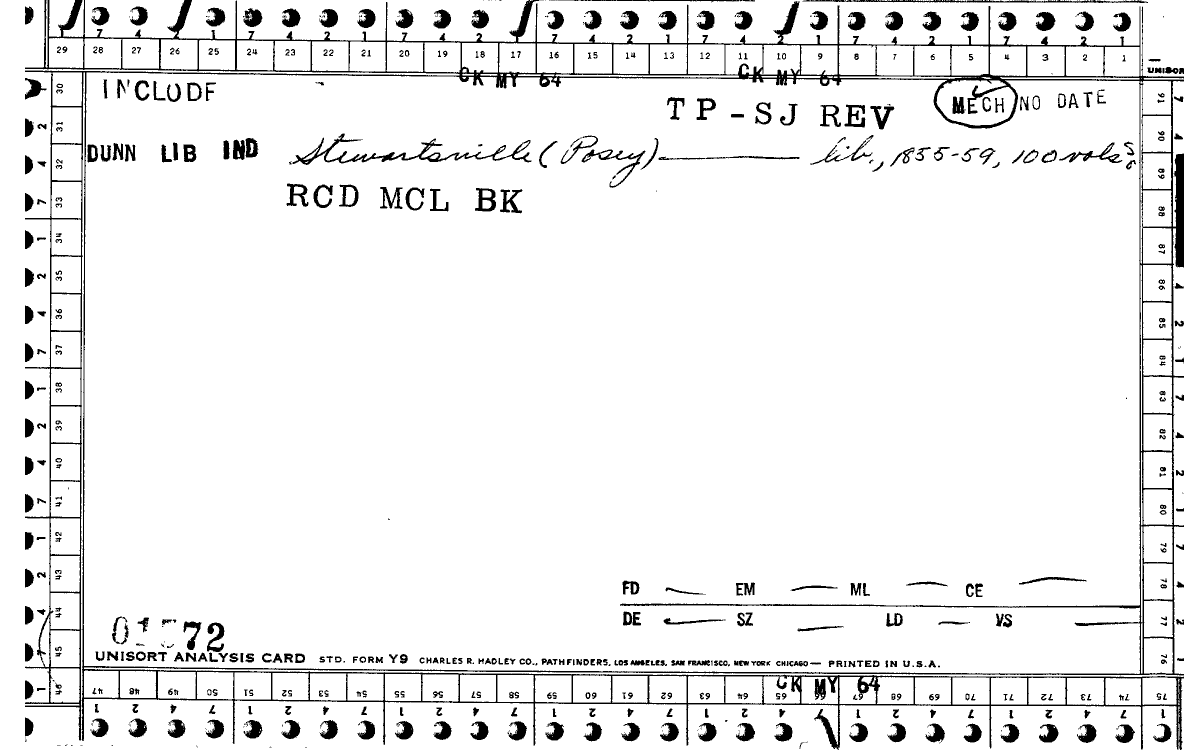 7 4 2 1 7 4 2 1 7 4 2 1 7 4 2 1 7 4 2 1 7 4 2 1 7 4 2 1
29 28 27 26 25 24 23 22 21 20 19 18 17 16 15 14 13 12 11 10 9 8 7 6 5 4 3 2 1
CK MY 64 CK MY 64
UNISOR
INCLODF
TP-SJ REV MECH NO DATE
DUNN LIB IND Stewartsville (Posey) ——— lib., 1855-59, 100 vols
RCD MCL BK
30
31
32
33
34
35
36
37
38
39
40
41
42
43
44
45
46
91
90
89
88
87
86
85
84
83
82
81
80
79
78
77
76
FD — EM — ML — CE —
DE — SZ — LD — VS —
72
UNISORT ANALYSIS CARD STD. FORM Y9 CHARLES R. HADLEY CO., PATHFINDERS, LOS ANGELES, SAN FRANCISCO, NEW YORK CHICAGO — PRINTED IN U.S.A.
CK MY 64
47 48 49 50 51 52 53 54 55 56 57 58 59 60 61 62 63 64 65 66 67 68 69 70 71 72 73 74 75
1 2 4 7 1 2 4 7 1 2 4 7 1 2 4 7 1 2 4 7 1 2 4 7 1 2 4 7